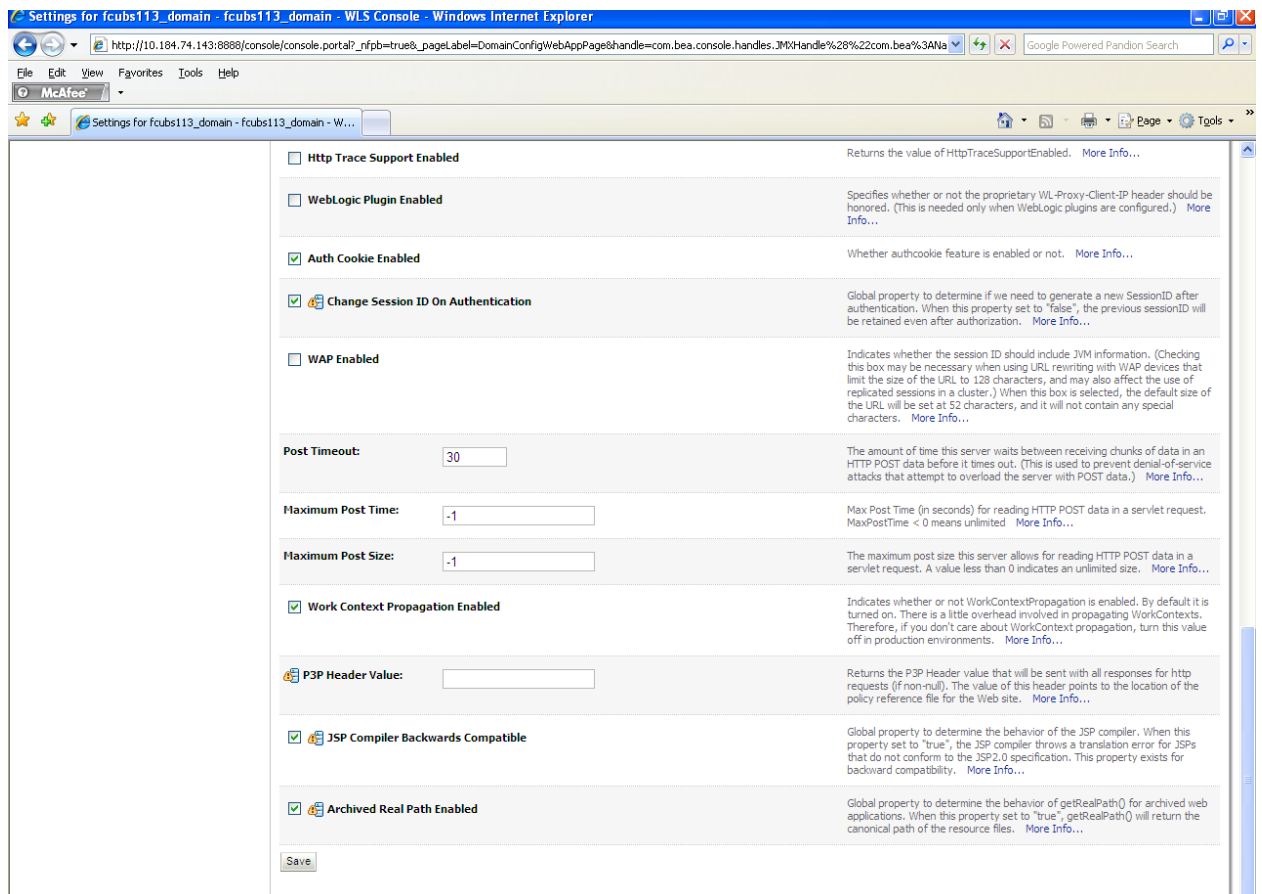 Settings for fcubs113_domain - fcubs113_domain - WLS Console - Windows Internet Explorer
http://10.184.74.143:8888/console/console.portal?_nfpb=true&_pageLabel=DomainConfigWebAppPage&handle=com.bea.console.handles.JMXHandle%28%22com.bea%3ANa
Google Powered Pandion Search
File Edit View Favorites Tools Help
McAfee
Settings for fcubs113_domain - fcubs113_domain - W...
Page Tools »
Http Trace Support Enabled
Returns the value of HttpTraceSupportEnabled. More Info...
WebLogic Plugin Enabled
Specifies whether or not the proprietary WL-Proxy-Client-IP header should be
honored. (This is needed only when WebLogic plugins are configured.) More
Info...
Auth Cookie Enabled
Whether authcookie feature is enabled or not. More Info...
Change Session ID On Authentication
Global property to determine if we need to generate a new SessionID after
authentication. When this property set to "false", the previous sessionID will
be retained even after authorization. More Info...
WAP Enabled
Indicates whether the session ID should include JVM information. (Checking
this box may be necessary when using URL rewriting with WAP devices that
limit the size of the URL to 128 characters, and may also affect the use of
replicated sessions in a cluster.) When this box is selected, the default size of
the URL will be set at 52 characters, and it will not contain any special
characters. More Info...
Post Timeout:
30
The amount of time this server waits between receiving chunks of data in an
HTTP POST data before it times out. (This is used to prevent denial-of-service
attacks that attempt to overload the server with POST data.) More Info...
Maximum Post Time:
-1
Max Post Time (in seconds) for reading HTTP POST data in a servlet request.
MaxPostTime < 0 means unlimited More Info...
Maximum Post Size:
-1
The maximum post size this server allows for reading HTTP POST data in a
servlet request. A value less than 0 indicates an unlimited size. More Info...
Work Context Propagation Enabled
Indicates whether or not WorkContextPropagation is enabled. By default it is
turned on. There is a little overhead involved in propagating WorkContexts.
Therefore, if you don't care about WorkContext propagation, turn this value
off in production environments. More Info...
P3P Header Value:
Returns the P3P Header value that will be sent with all responses for http
requests (if non-null). The value of this header points to the location of the
policy reference file for the Web site. More Info...
JSP Compiler Backwards Compatible
Global property to determine the behavior of the JSP compiler. When this
property set to "true", the JSP compiler throws a translation error for JSPs
that do not conform to the JSP2.0 specification. This property exists for
backward compatibility. More Info...
Archived Real Path Enabled
Global property to determine the behavior of getRealPath() for archived web
applications. When this property set to "true", getRealPath() will return the
canonical path of the resource files. More Info...
Save